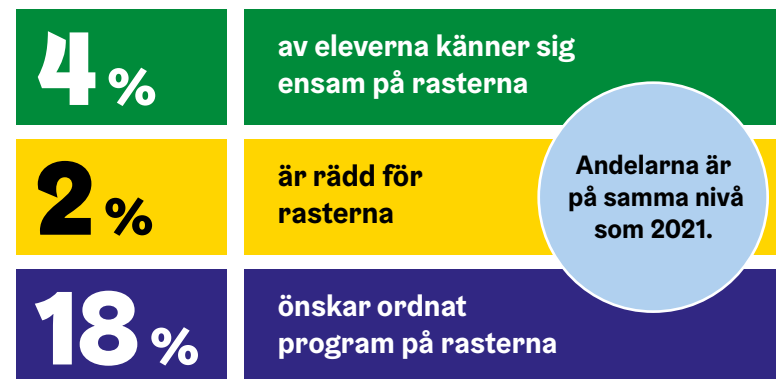 4 %
av eleverna känner sig
ensam på rasterna
2 %
är rädd för
rasterna
Andelarna är
på samma nivå
som 2021.
18 %
önskar ordnat
program på rasterna